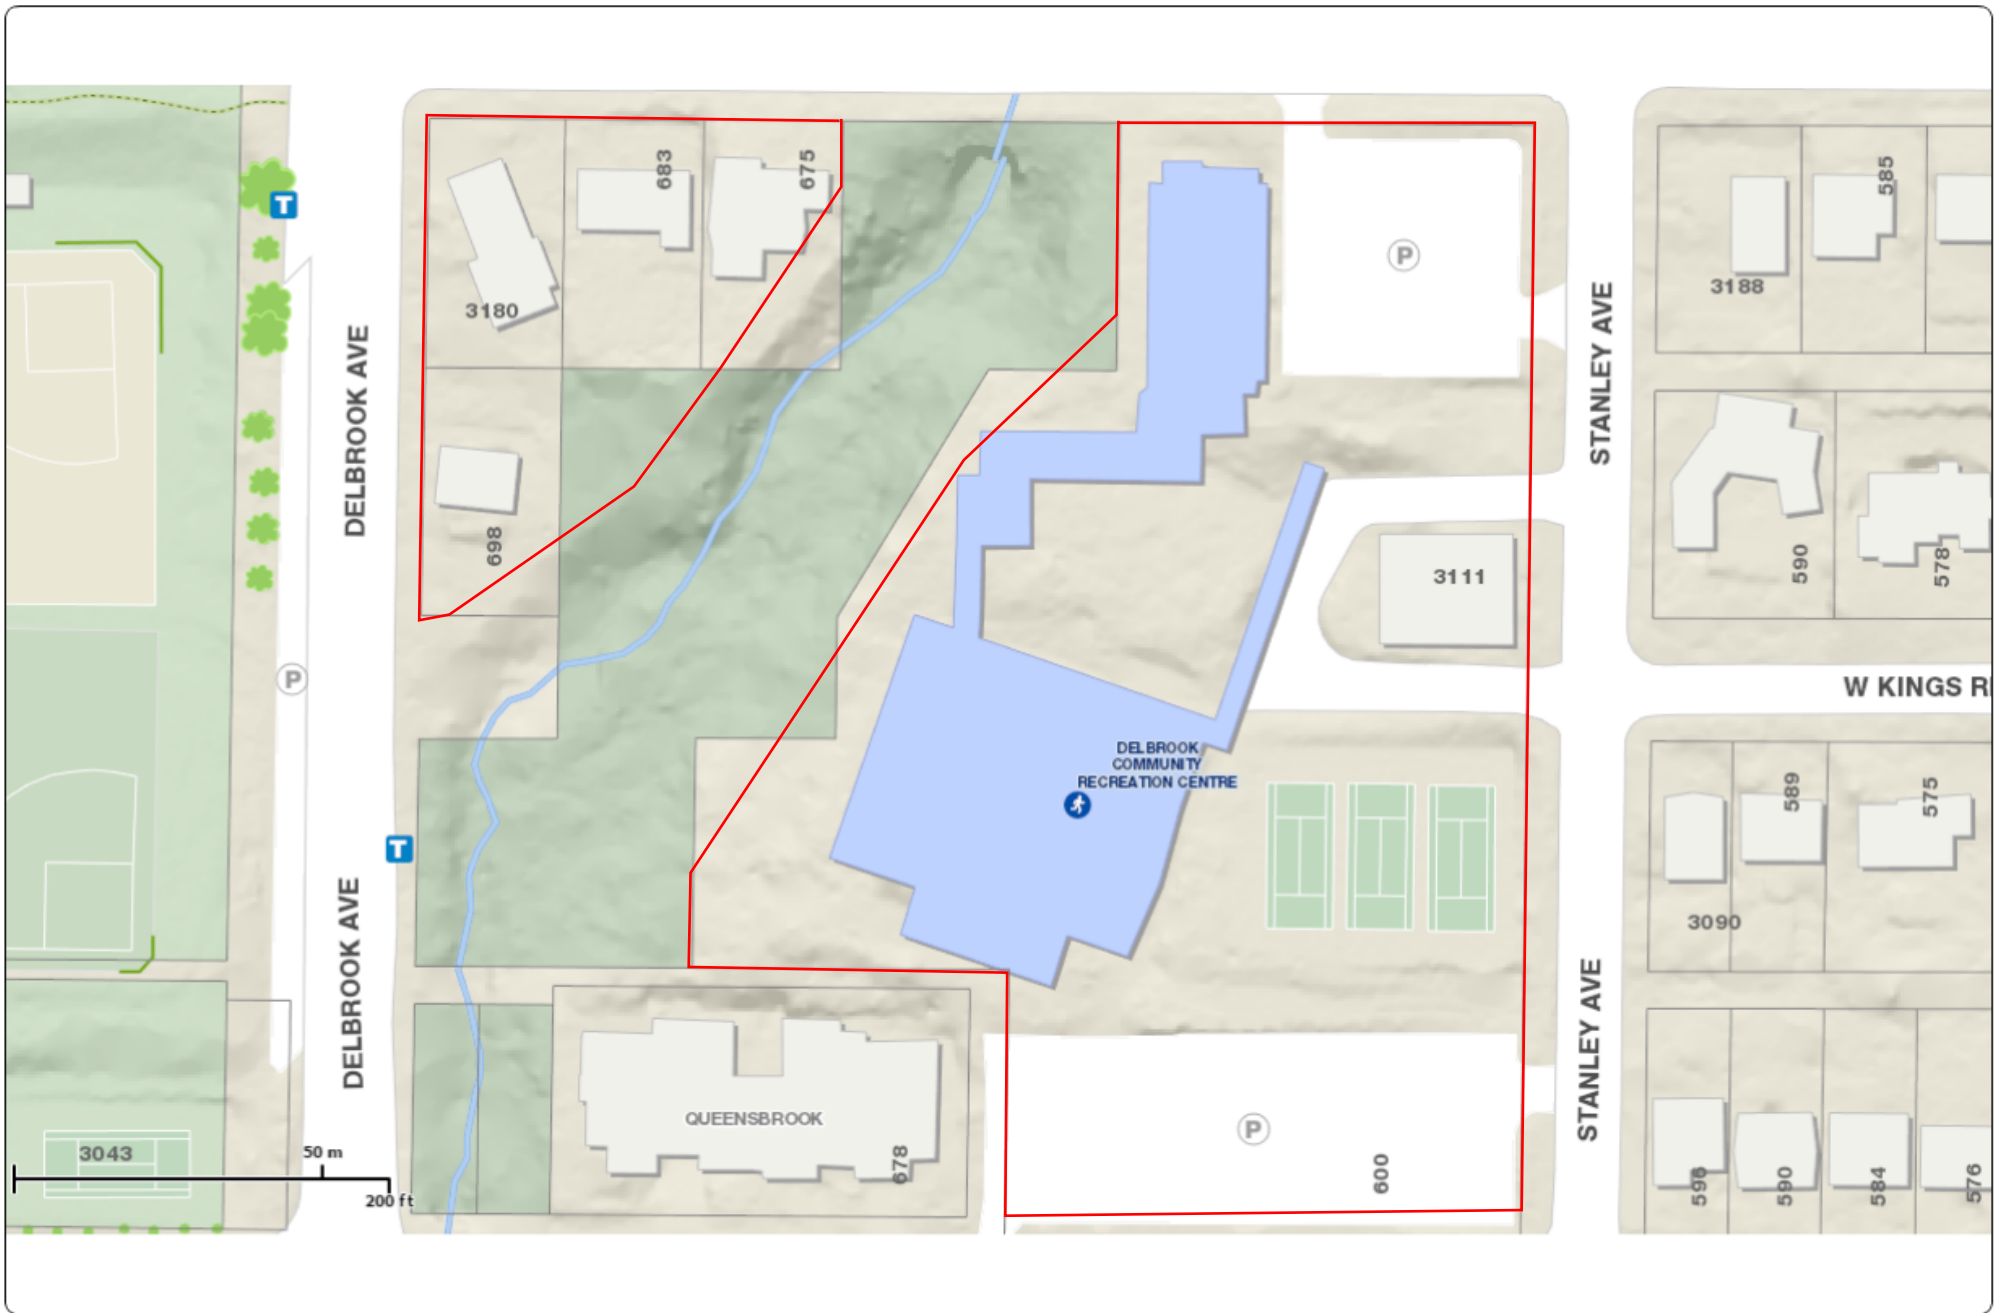 T
683
675
585
P
3180
3188
DELBROOK AVE
STANLEY AVE
698
3111
590
578
P
W KINGS R
DELBROOK
COMMUNITY
RECREATION CENTRE
589
575
T
3090
DELBROOK AVE
STANLEY AVE
QUEENSBROOK
P
3043
50 m
200 ft
678
600
596
590
584
576